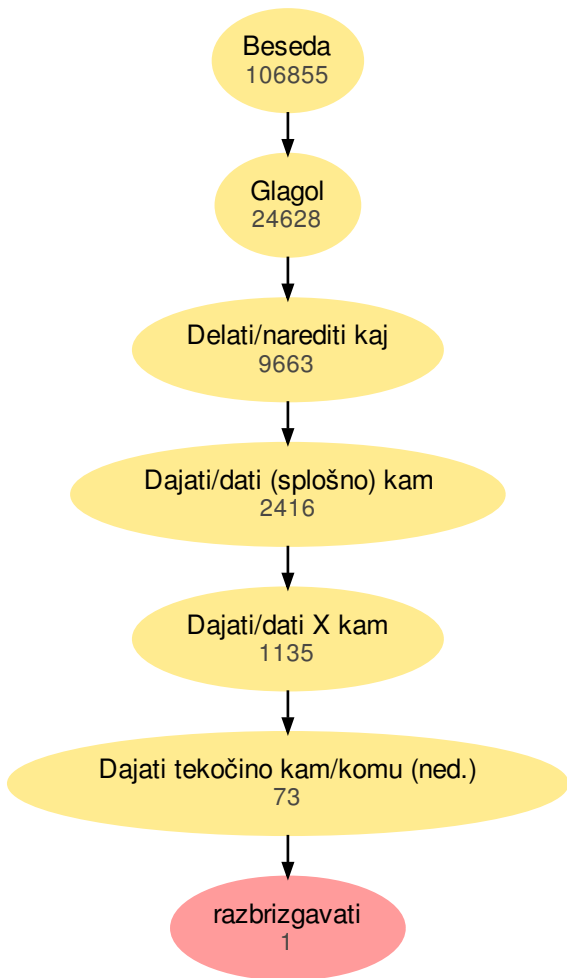 Beseda
106855
Glagol
24628
Delati/narediti kaj
9663
Dajati/dati (splošno) kam
2416
Dajati/dati X kam
1135
Dajati tekočino kam/komu (ned.)
73
razbrizgavati
1